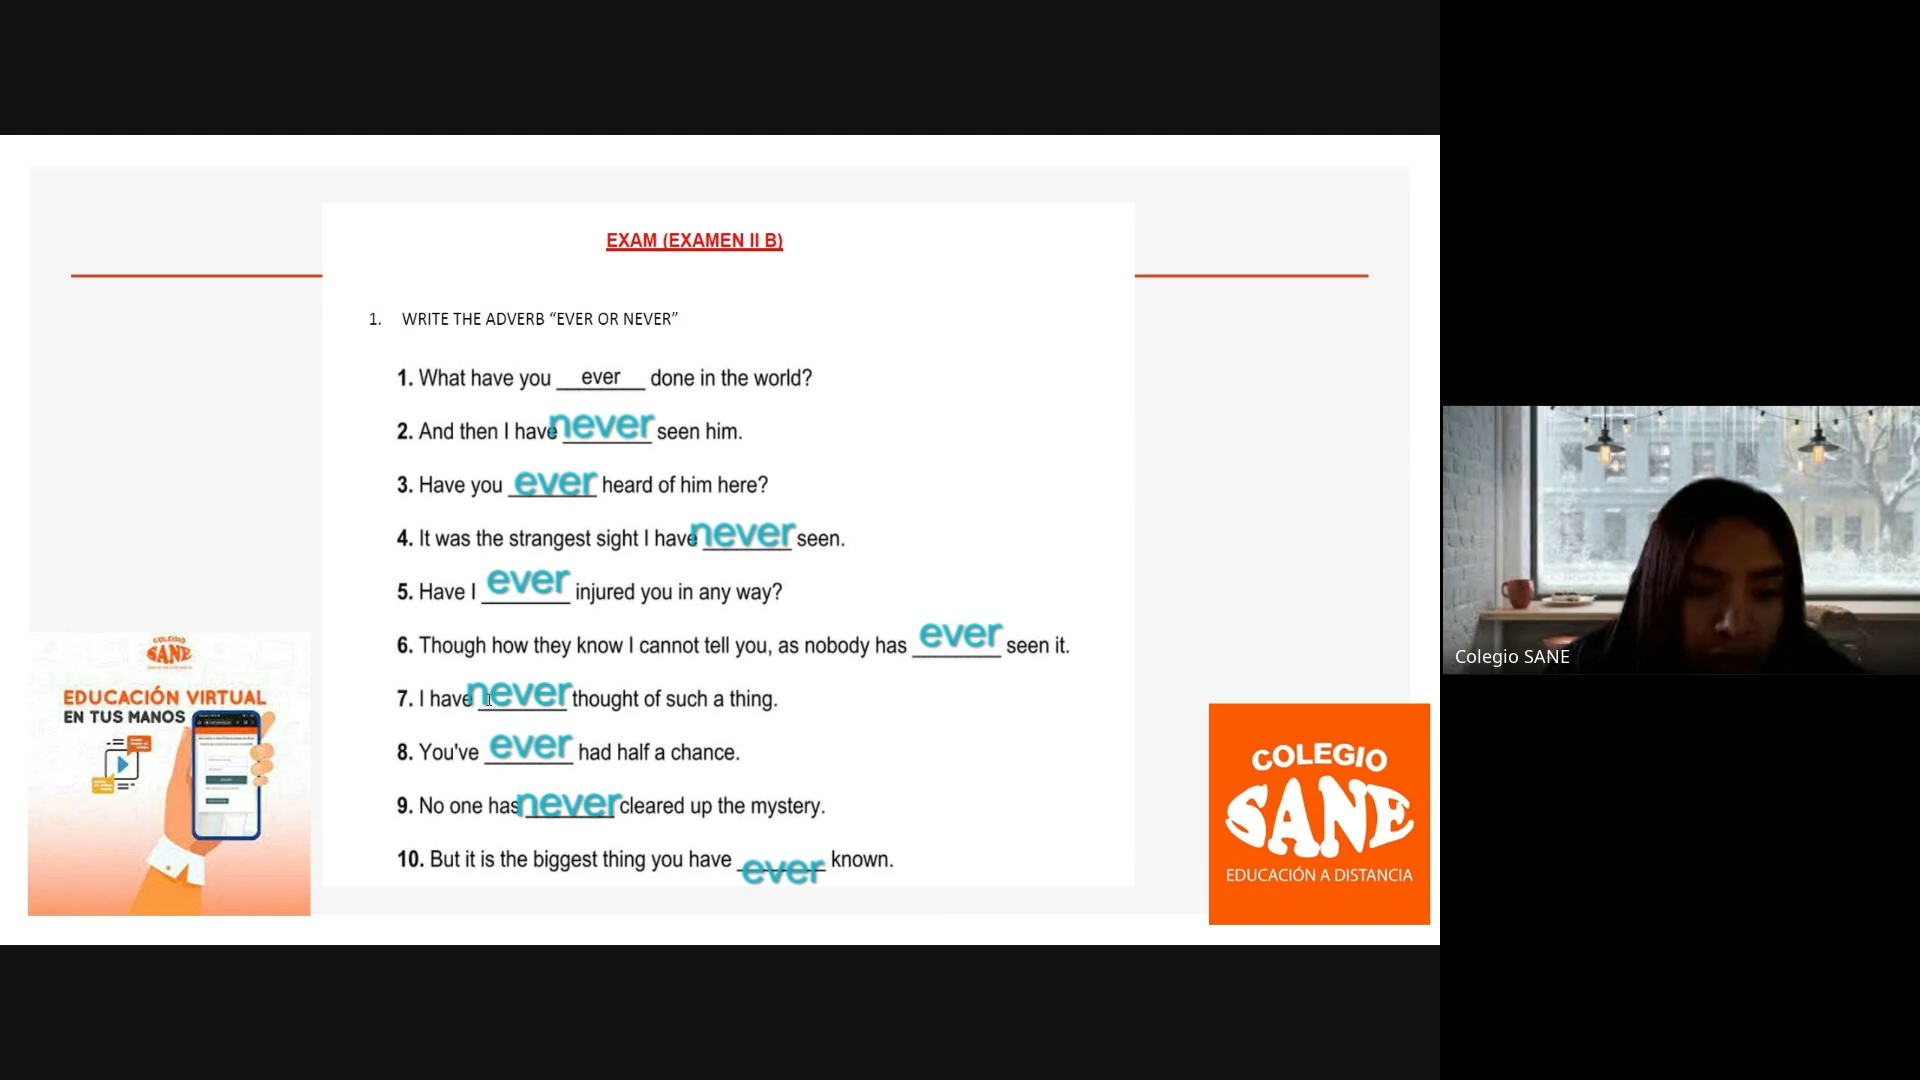 EXAM (EXAMEN II B)
1. WRITE THE ADVERB “EVER OR NEVER”
1. What have you ever done in the world?
2. And then I have never seen him.
3. Have you ever heard of him here?
4. It was the strangest sight I have never seen.
5. Have I ever injured you in any way?
6. Though how they know I cannot tell you, as nobody has ever seen it.
7. I have never thought of such a thing.
8. You've ever had half a chance.
9. No one has never cleared up the mystery.
10. But it is the biggest thing you have ever known.
COLEGIO
SANE
EDUCACIÓN VIRTUAL
EN TUS MANOS
COLEGIO
SANE
EDUCACIÓN A DISTANCIA
Colegio SANE